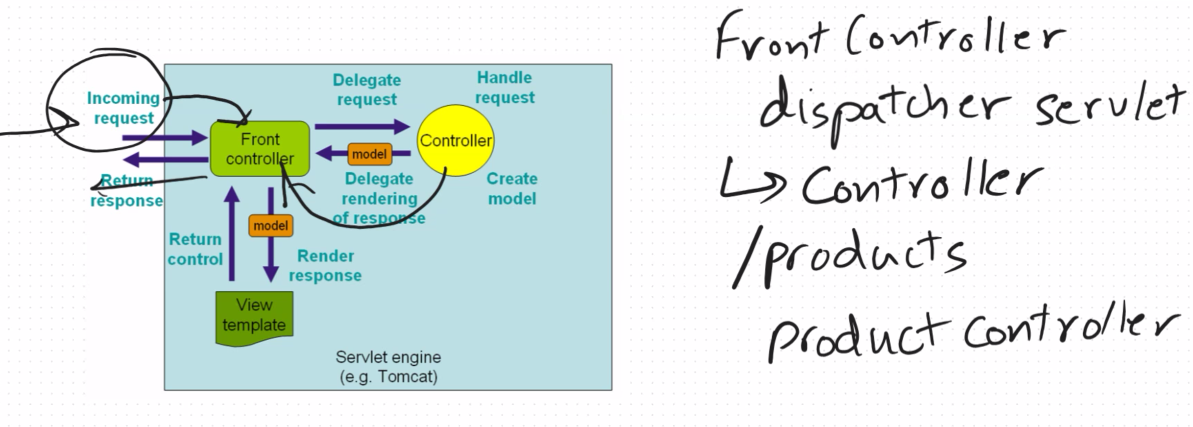 Incoming
request
Return
response
Front
controller
Delegate
request
Handle
request
Controller
model
Delegate
rendering
of response
Create
model
model
Return
control
Render
response
View
template
Servlet engine
(e.g. Tomcat)
Front Controller
dispatcher servlet
↳ Controller
/products
product controller